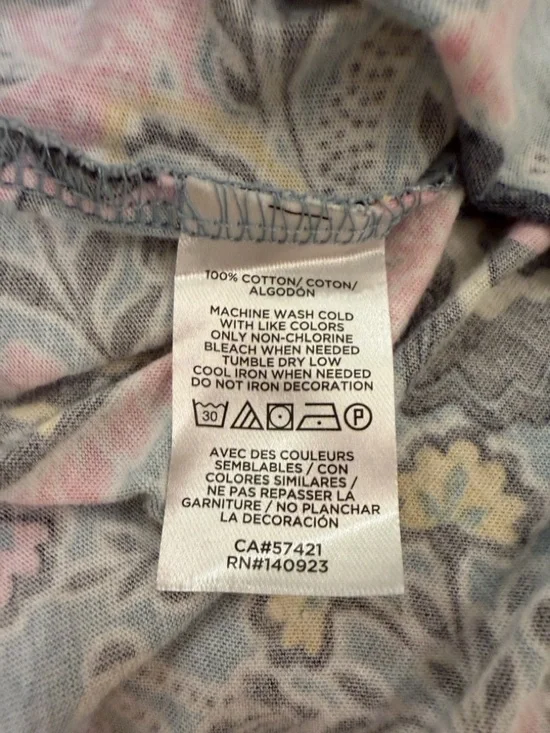 100% COTTON/ COTON/
ALGODÓN
MACHINE WASH COLD
WITH LIKE COLORS
ONLY NON-CHLORINE
BLEACH WHEN NEEDED
TUMBLE DRY LOW
COOL IRON WHEN NEEDED
DO NOT IRON DECORATION
30 P
AVEC DES COULEURS
SEMBLABLES / CON
COLORES SIMILARES /
NE PAS REPASSER LA
GARNITURE / NO PLANCHAR
LA DECORACIÓN
CA#57421
RN#140923